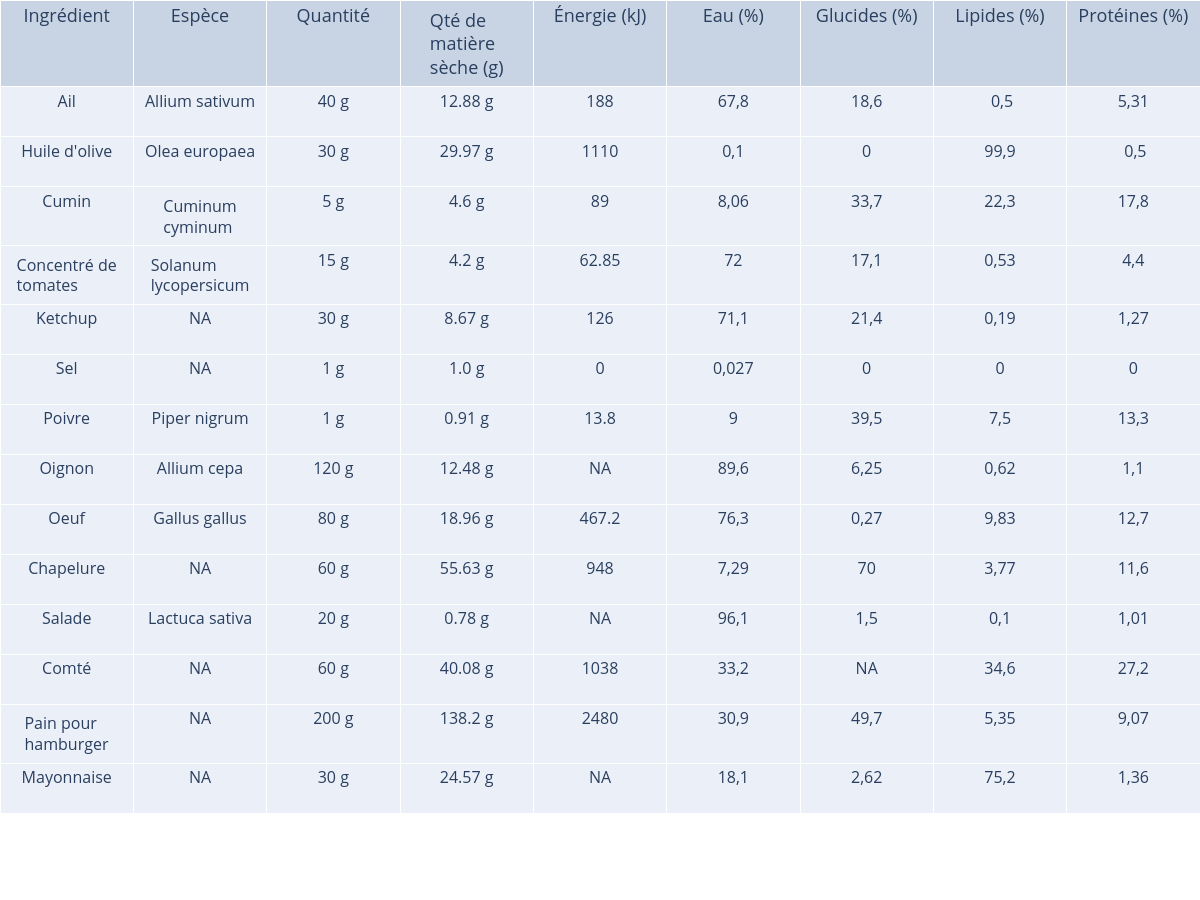 Ingrédient Espèce Quantité Qté de matière sèche (g) Énergie (kJ) Eau (%) Glucides (%) Lipides (%) Protéines (%)
Ail Allium sativum 40 g 12.88 g 188 67,8 18,6 0,5 5,31
Huile d'olive Olea europaea 30 g 29.97 g 1110 0,1 0 99,9 0,5
Cumin Cuminum cyminum 5 g 4.6 g 89 8,06 33,7 22,3 17,8
Concentré de tomates Solanum lycopersicum 15 g 4.2 g 62.85 72 17,1 0,53 4,4
Ketchup NA 30 g 8.67 g 126 71,1 21,4 0,19 1,27
Sel NA 1 g 1.0 g 0 0,027 0 0 0
Poivre Piper nigrum 1 g 0.91 g 13.8 9 39,5 7,5 13,3
Oignon Allium cepa 120 g 12.48 g NA 89,6 6,25 0,62 1,1
Oeuf Gallus gallus 80 g 18.96 g 467.2 76,3 0,27 9,83 12,7
Chapelure NA 60 g 55.63 g 948 7,29 70 3,77 11,6
Salade Lactuca sativa 20 g 0.78 g NA 96,1 1,5 0,1 1,01
Comté NA 60 g 40.08 g 1038 33,2 NA 34,6 27,2
Pain pour hamburger NA 200 g 138.2 g 2480 30,9 49,7 5,35 9,07
Mayonnaise NA 30 g 24.57 g NA 18,1 2,62 75,2 1,36